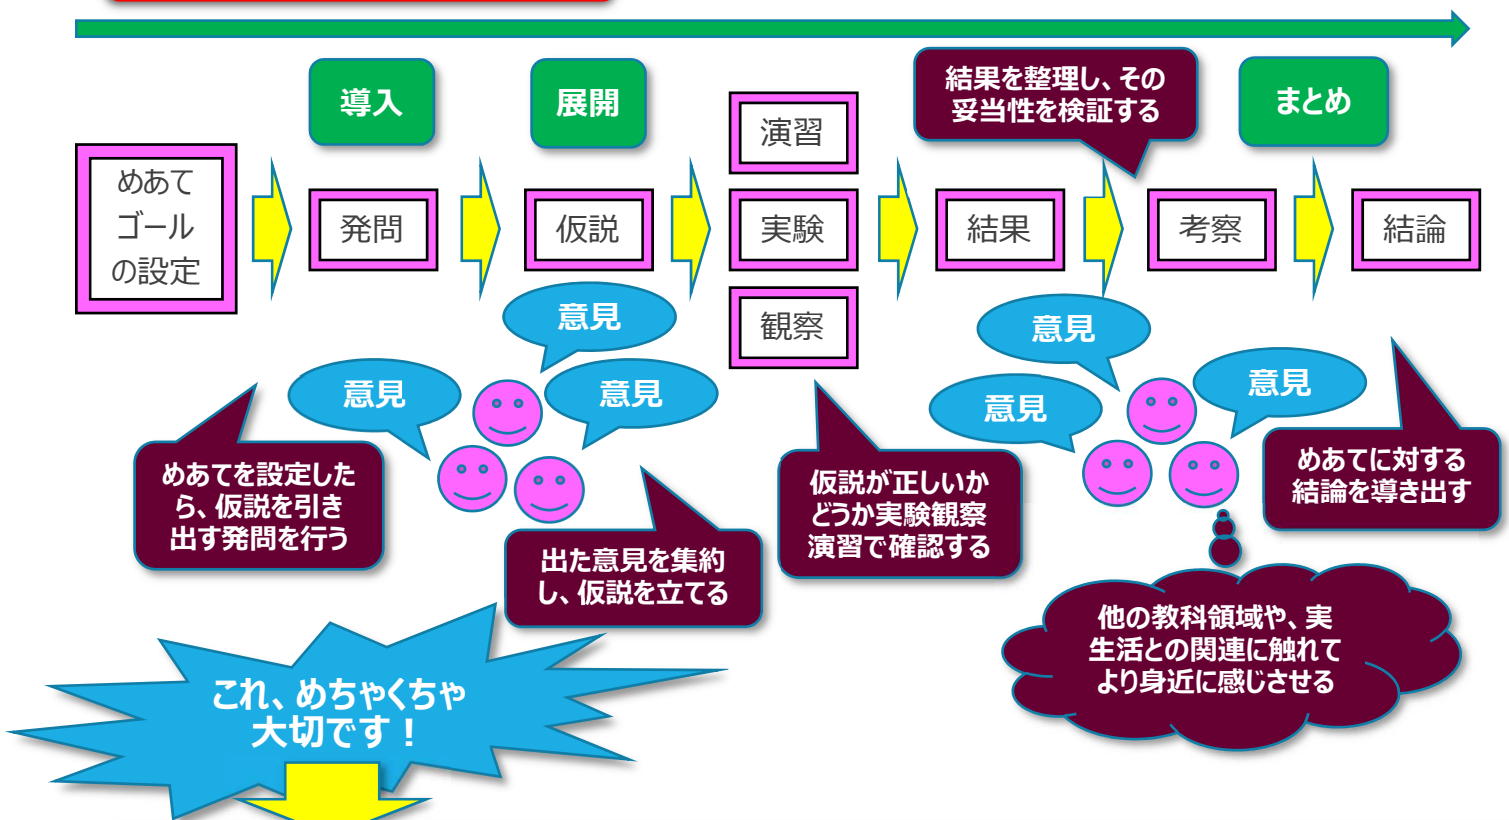 導入
展開
まとめ
結果を整理し、その
妥当性を検証する
めあて
ゴール
の設定
発問
仮説
演習
実験
観察
結果
考察
結論
意見
意見
意見
意見
意見
意見
めあてを設定した
ら、仮説を引き
出す発問を行う
出た意見を集約
し、仮説を立てる
仮説が正しいか
どうか実験観察
演習で確認する
めあてに対する
結論を導き出す
他の教科領域や、実
生活との関連に触れて
より身近に感じさせる
これ、めちゃくちゃ
大切です！